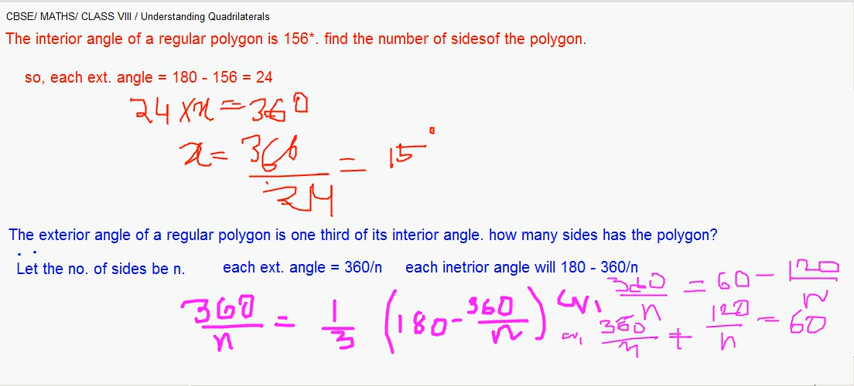 CBSE/ MATHS/ CLASS VIII / Understanding Quadrilaterals
The interior angle of a regular polygon is 156*. find the number of sidesof the polygon.
so, each ext. angle = 180 - 156 = 24
24 × x = 360
x = 360/24 = 15°
The exterior angle of a regular polygon is one third of its interior angle. how many sides has the polygon?
Let the no. of sides be n. each ext. angle = 360/n each inetrior angle will 180 - 360/n
360/n = 1/3 (180 - 360/n) or, 360/n = 60 - 120/n
or, 360/n + 120/n = 60